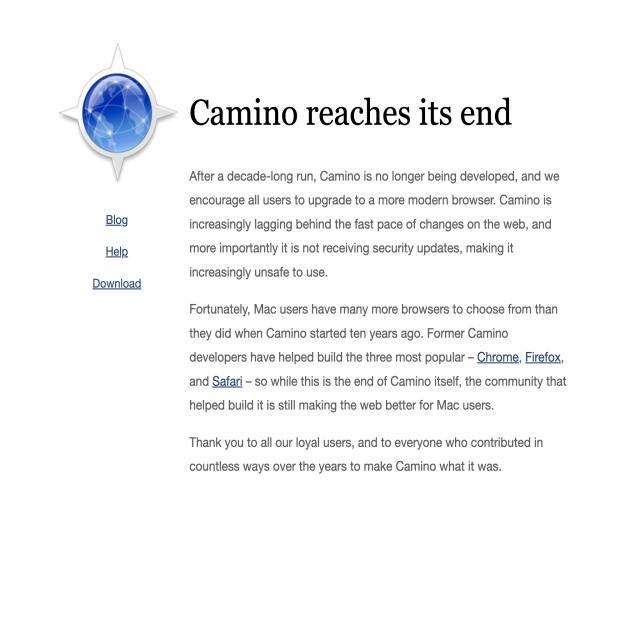 Camino reaches its end
After a decade-long run, Camino is no longer being developed, and we
encourage all users to upgrade to a more modern browser. Camino is
increasingly lagging behind the fast pace of changes on the web, and
more importantly it is not receiving security updates, making it
increasingly unsafe to use.
Fortunately, Mac users have many more browsers to choose from than
they did when Camino started ten years ago. Former Camino
developers have helped build the three most popular – Chrome, Firefox,
and Safari – so while this is the end of Camino itself, the community that
helped build it is still making the web better for Mac users.
Thank you to all our loyal users, and to everyone who contributed in
countless ways over the years to make Camino what it was.
Blog
Help
Download